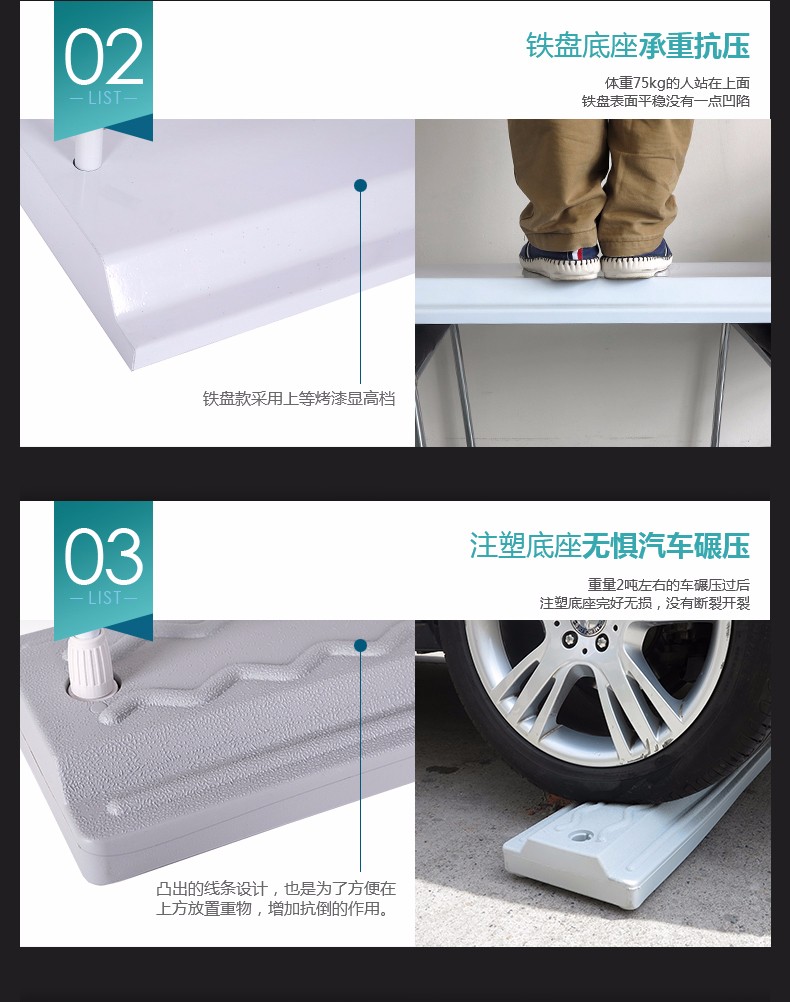 02
LIST
铁盘底座承重抗压
体重75kg的人站在上面
铁盘表面平稳没有一点凹陷
铁盘款采用上等烤漆显高档
03
LIST
注塑底座无惧汽车碾压
重量2吨左右的车碾压过后
注塑底座完好无损，没有断裂开裂
凸出的线条设计，也是为了方便在
上方放置重物，增加抗倒的作用。